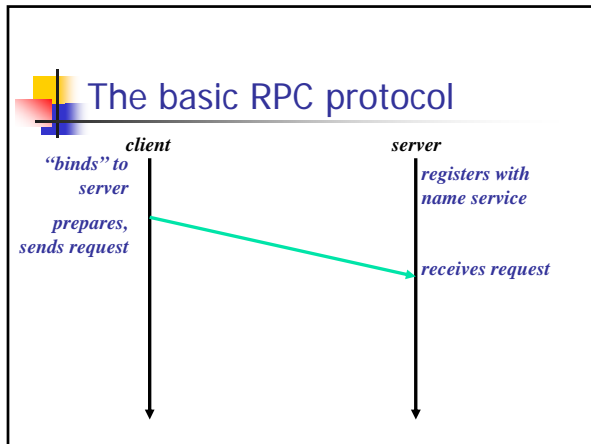 The basic RPC protocol
client
server
“binds” to
server
registers with
name service
prepares,
sends request
receives request